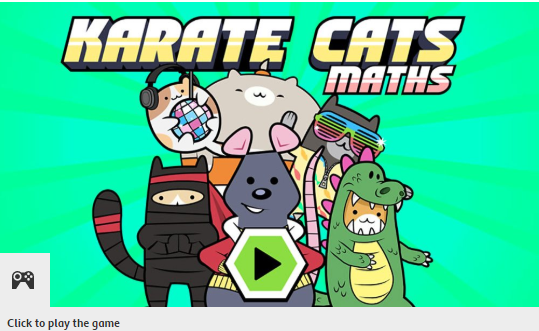 KARATE CATS
MATHS
Click to play the game